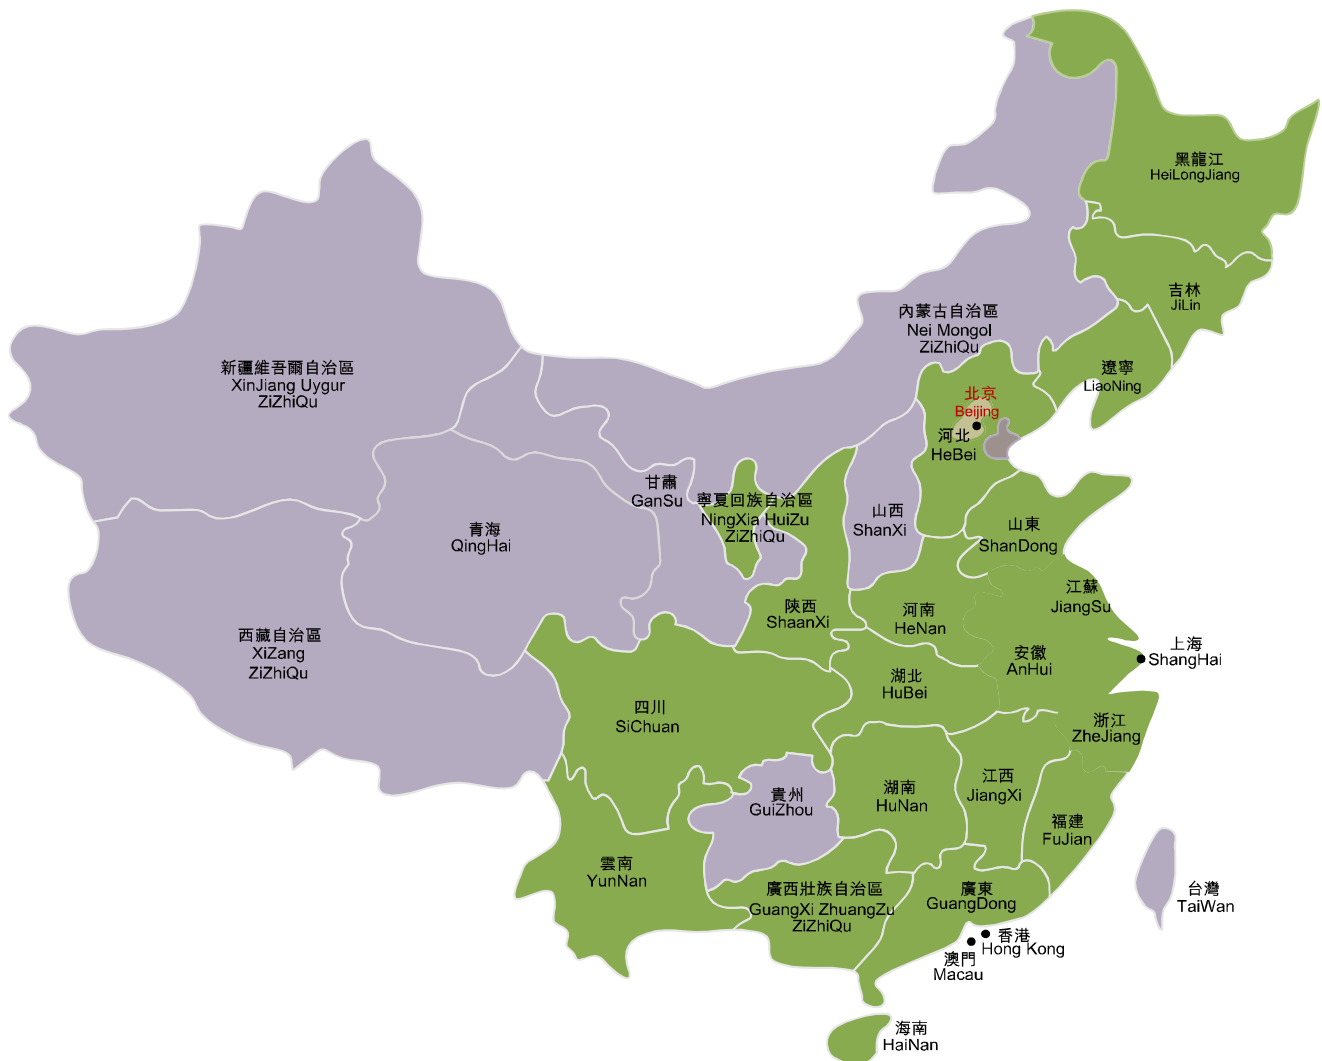 黑龍江
HeiLongJiang
吉林
JiLin
內蒙古自治區
Nei Mongol
ZiZhiQu
遼寧
LiaoNing
新疆維吾爾自治區
XinJiang Uygur
ZiZhiQu
北京
Beijing
河北
HeBei
甘肅
GanSu
寧夏回族自治區
NingXia HuiZu
ZiZhiQu
山西
ShanXi
山東
ShanDong
青海
QingHai
江蘇
JiangSu
陝西
ShaanXi
河南
HeNan
西藏自治區
XiZang
ZiZhiQu
安徽
AnHui
上海
ShangHai
湖北
HuBei
四川
SiChuan
浙江
ZheJiang
貴州
GuiZhou
湖南
HuNan
江西
JiangXi
福建
FuJian
雲南
YunNan
廣西壯族自治區
GuangXi ZhuangZu
ZiZhiQu
廣東
GuangDong
台灣
TaiWan
香港
Hong Kong
澳門
Macau
海南
HaiNan